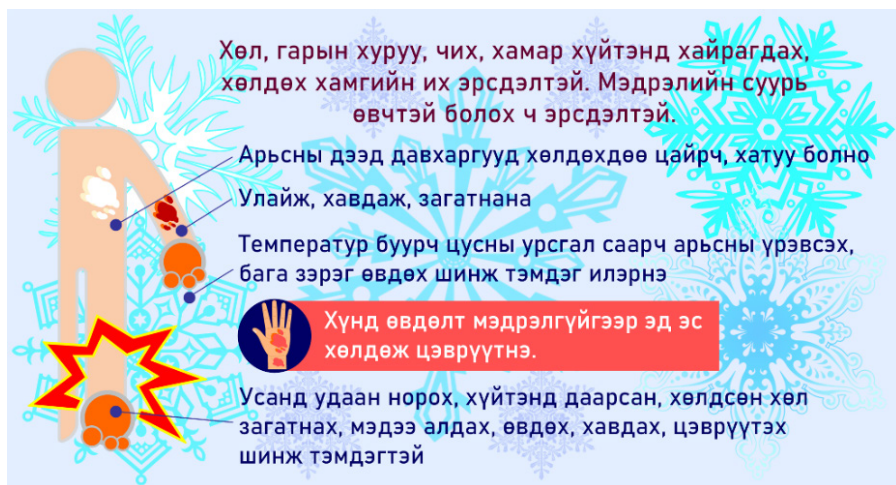 Хөл, гарын хуруу, чих, хамар хүйтэнд хайрагдах,
хөлдөх хамгийн их эрсдэлтэй. Мэдрэлийн суурь
өвчтэй болох ч эрсдэлтэй.
Арьсны дээд давхаргууд хөлдөхдөө цайрч, хатуу болно
Улайж, хавдаж, загатнана
Температур буурч цусны урсгал саарч арьсны үрэвсэх,
бага зэрэг өвдөх шинж тэмдэг илэрнэ
Хүнд өвдөлт мэдрэлгүйгээр эд эс
хөлдөж цэврүүтнэ.
Усанд удаан норох, хүйтэнд даарсан, хөлдсөн хөл
загатнах, мэдээ алдах, өвдөх, хавдах, цэврүүтэх
шинж тэмдэгтэй